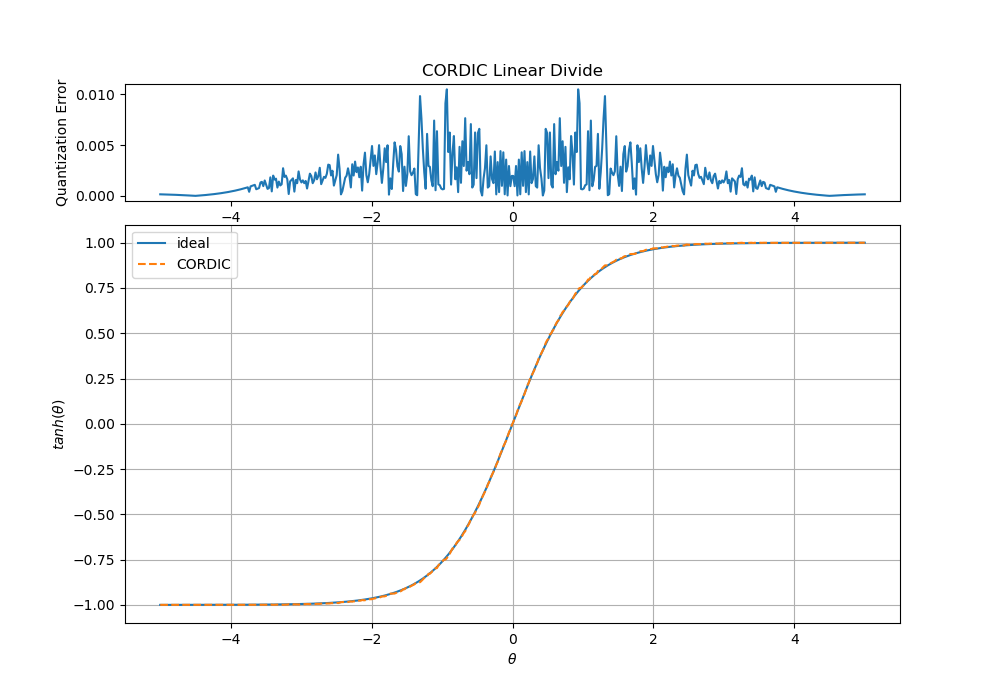 CORDIC Linear Divide
Quantization Error
0.010
0.005
0.000
−4 −2 0 2 4
ideal
CORDIC
tanh(θ)
1.00
0.75
0.50
0.25
0.00
−0.25
−0.50
−0.75
−1.00
−4 −2 0 2 4
θ